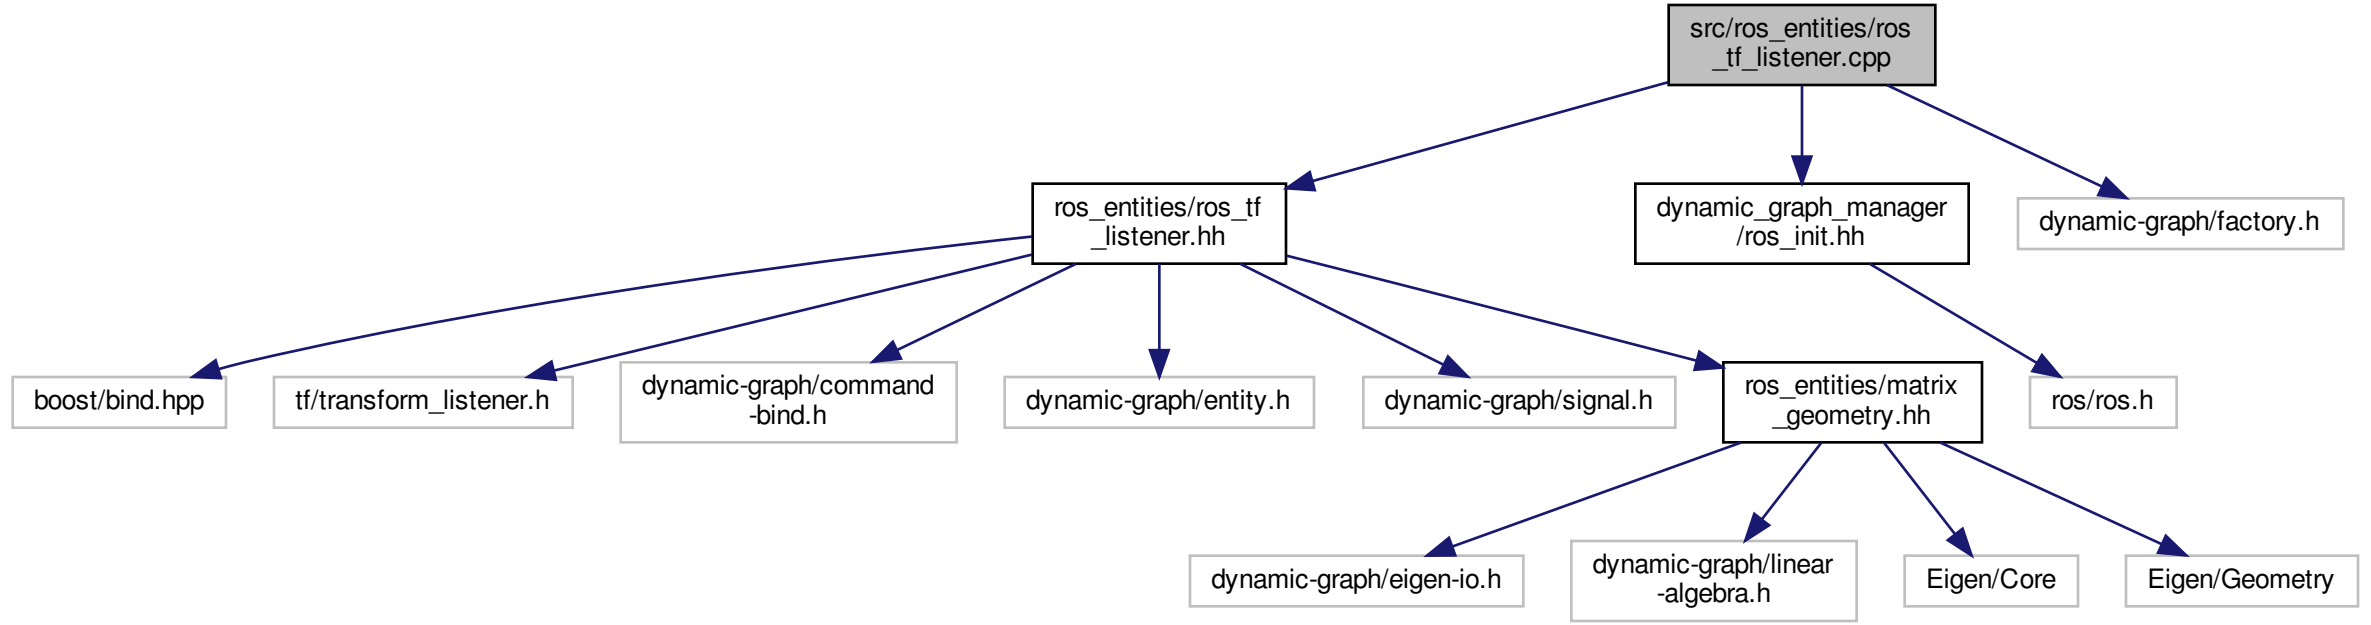 src/ros_entities/ros
_tf_listener.cpp
ros_entities/ros_tf
_listener.hh
dynamic_graph_manager
/ros_init.hh
dynamic-graph/factory.h
boost/bind.hpp
tf/transform_listener.h
dynamic-graph/command
-bind.h
dynamic-graph/entity.h
dynamic-graph/signal.h
ros_entities/matrix
_geometry.hh
ros/ros.h
dynamic-graph/eigen-io.h
dynamic-graph/linear
-algebra.h
Eigen/Core
Eigen/Geometry